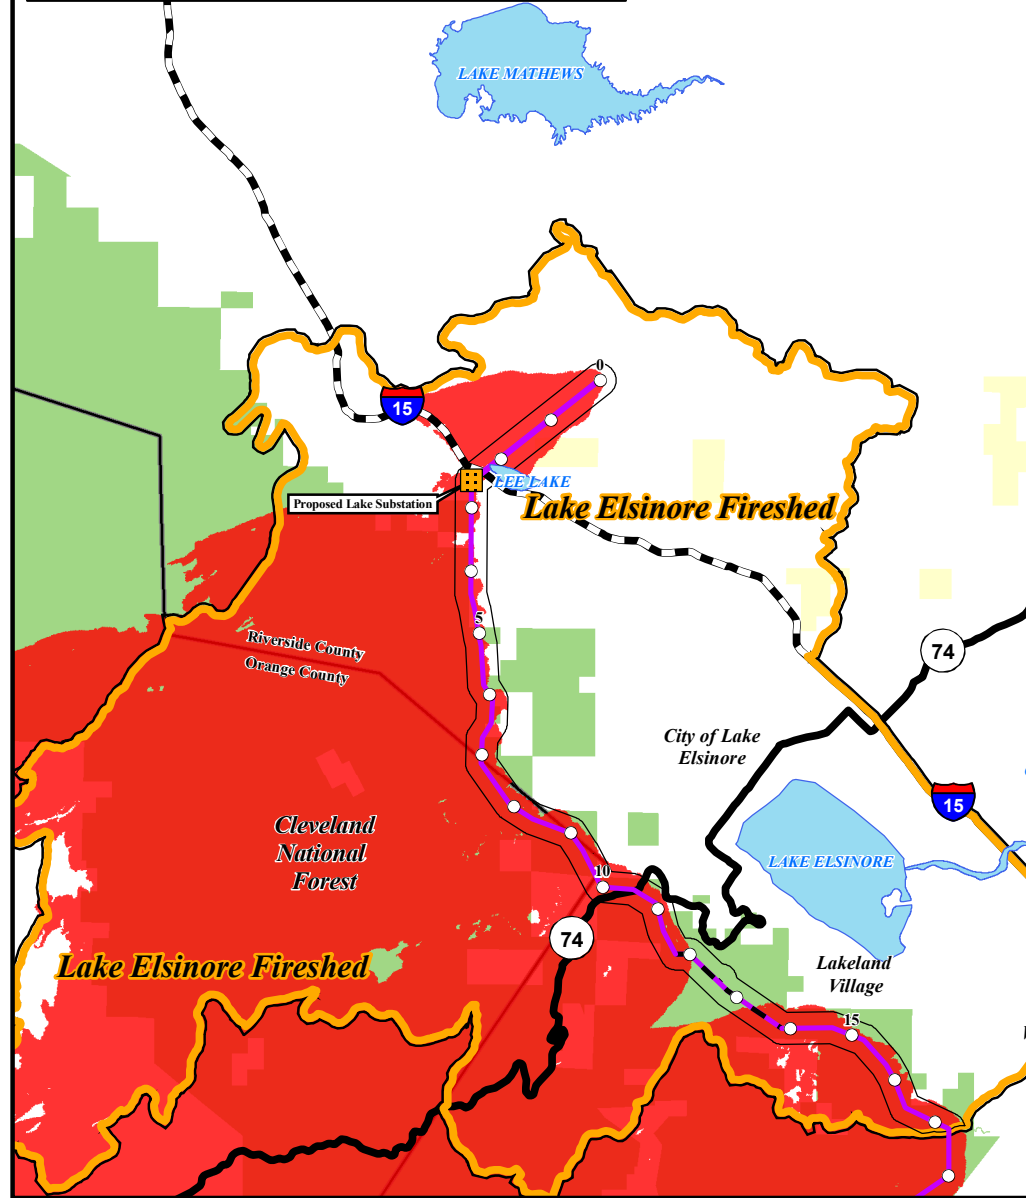 LAKE MATHEWS
0
15
LEE LAKE
Proposed Lake Substation
Lake Elsinore Fireshed
5
Riverside County
Orange County
74
City of Lake
Elsinore
15
Cleveland
National
Forest
LAKE ELSINORE
10
74
Lake Elsinore Fireshed
Lakeland
Village
15